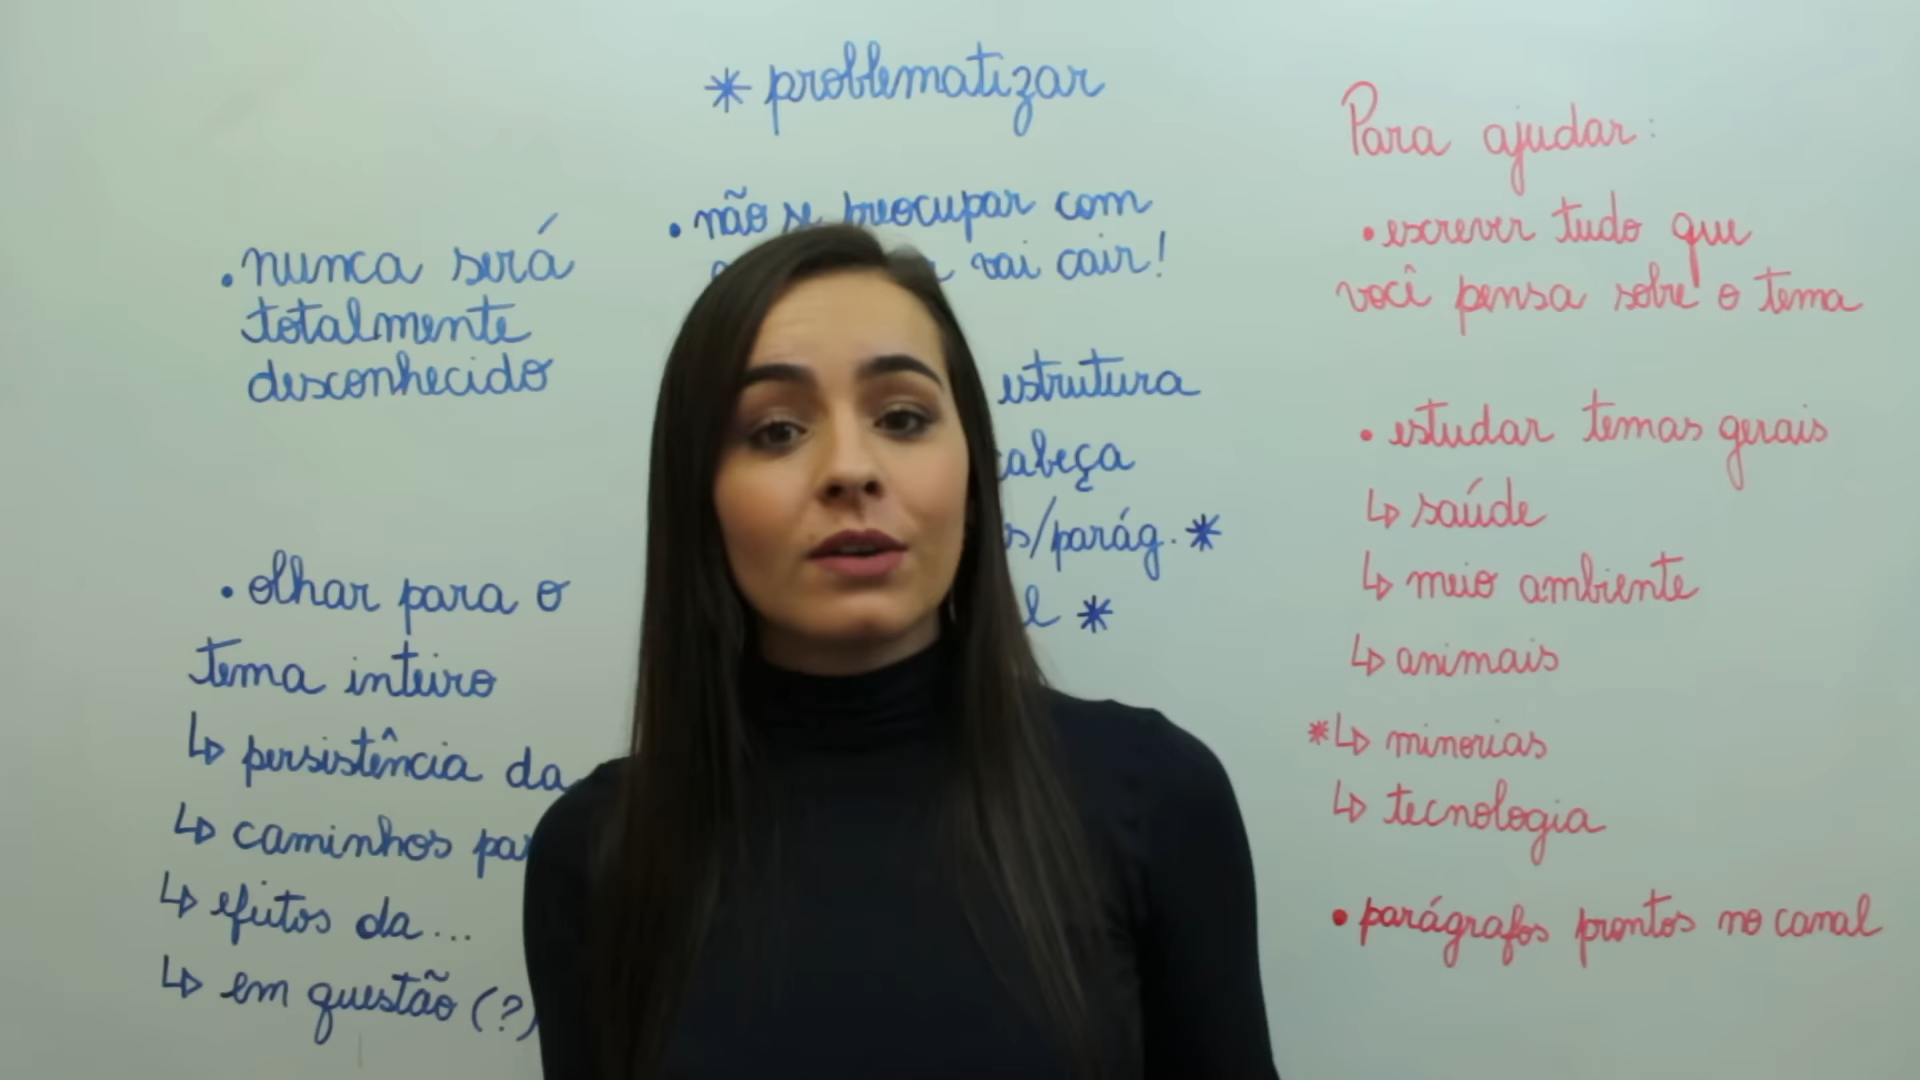 * problematizar
• nunca será
totalmente
desconhecido
• olhar para o
tema inteiro
↳ persistência da
↳ caminhos
↳ efeitos da...
↳ em questão (?)
• não se preocupar com
vai cair!
estrutura
cabeça
/parág. *
*
Para ajudar:
• escrever tudo que
você pensa sobre o tema
• estudar temas gerais
↳ saúde
↳ meio ambiente
↳ animais
*↳ minorias
↳ tecnologia
• parágrafos prontos no canal